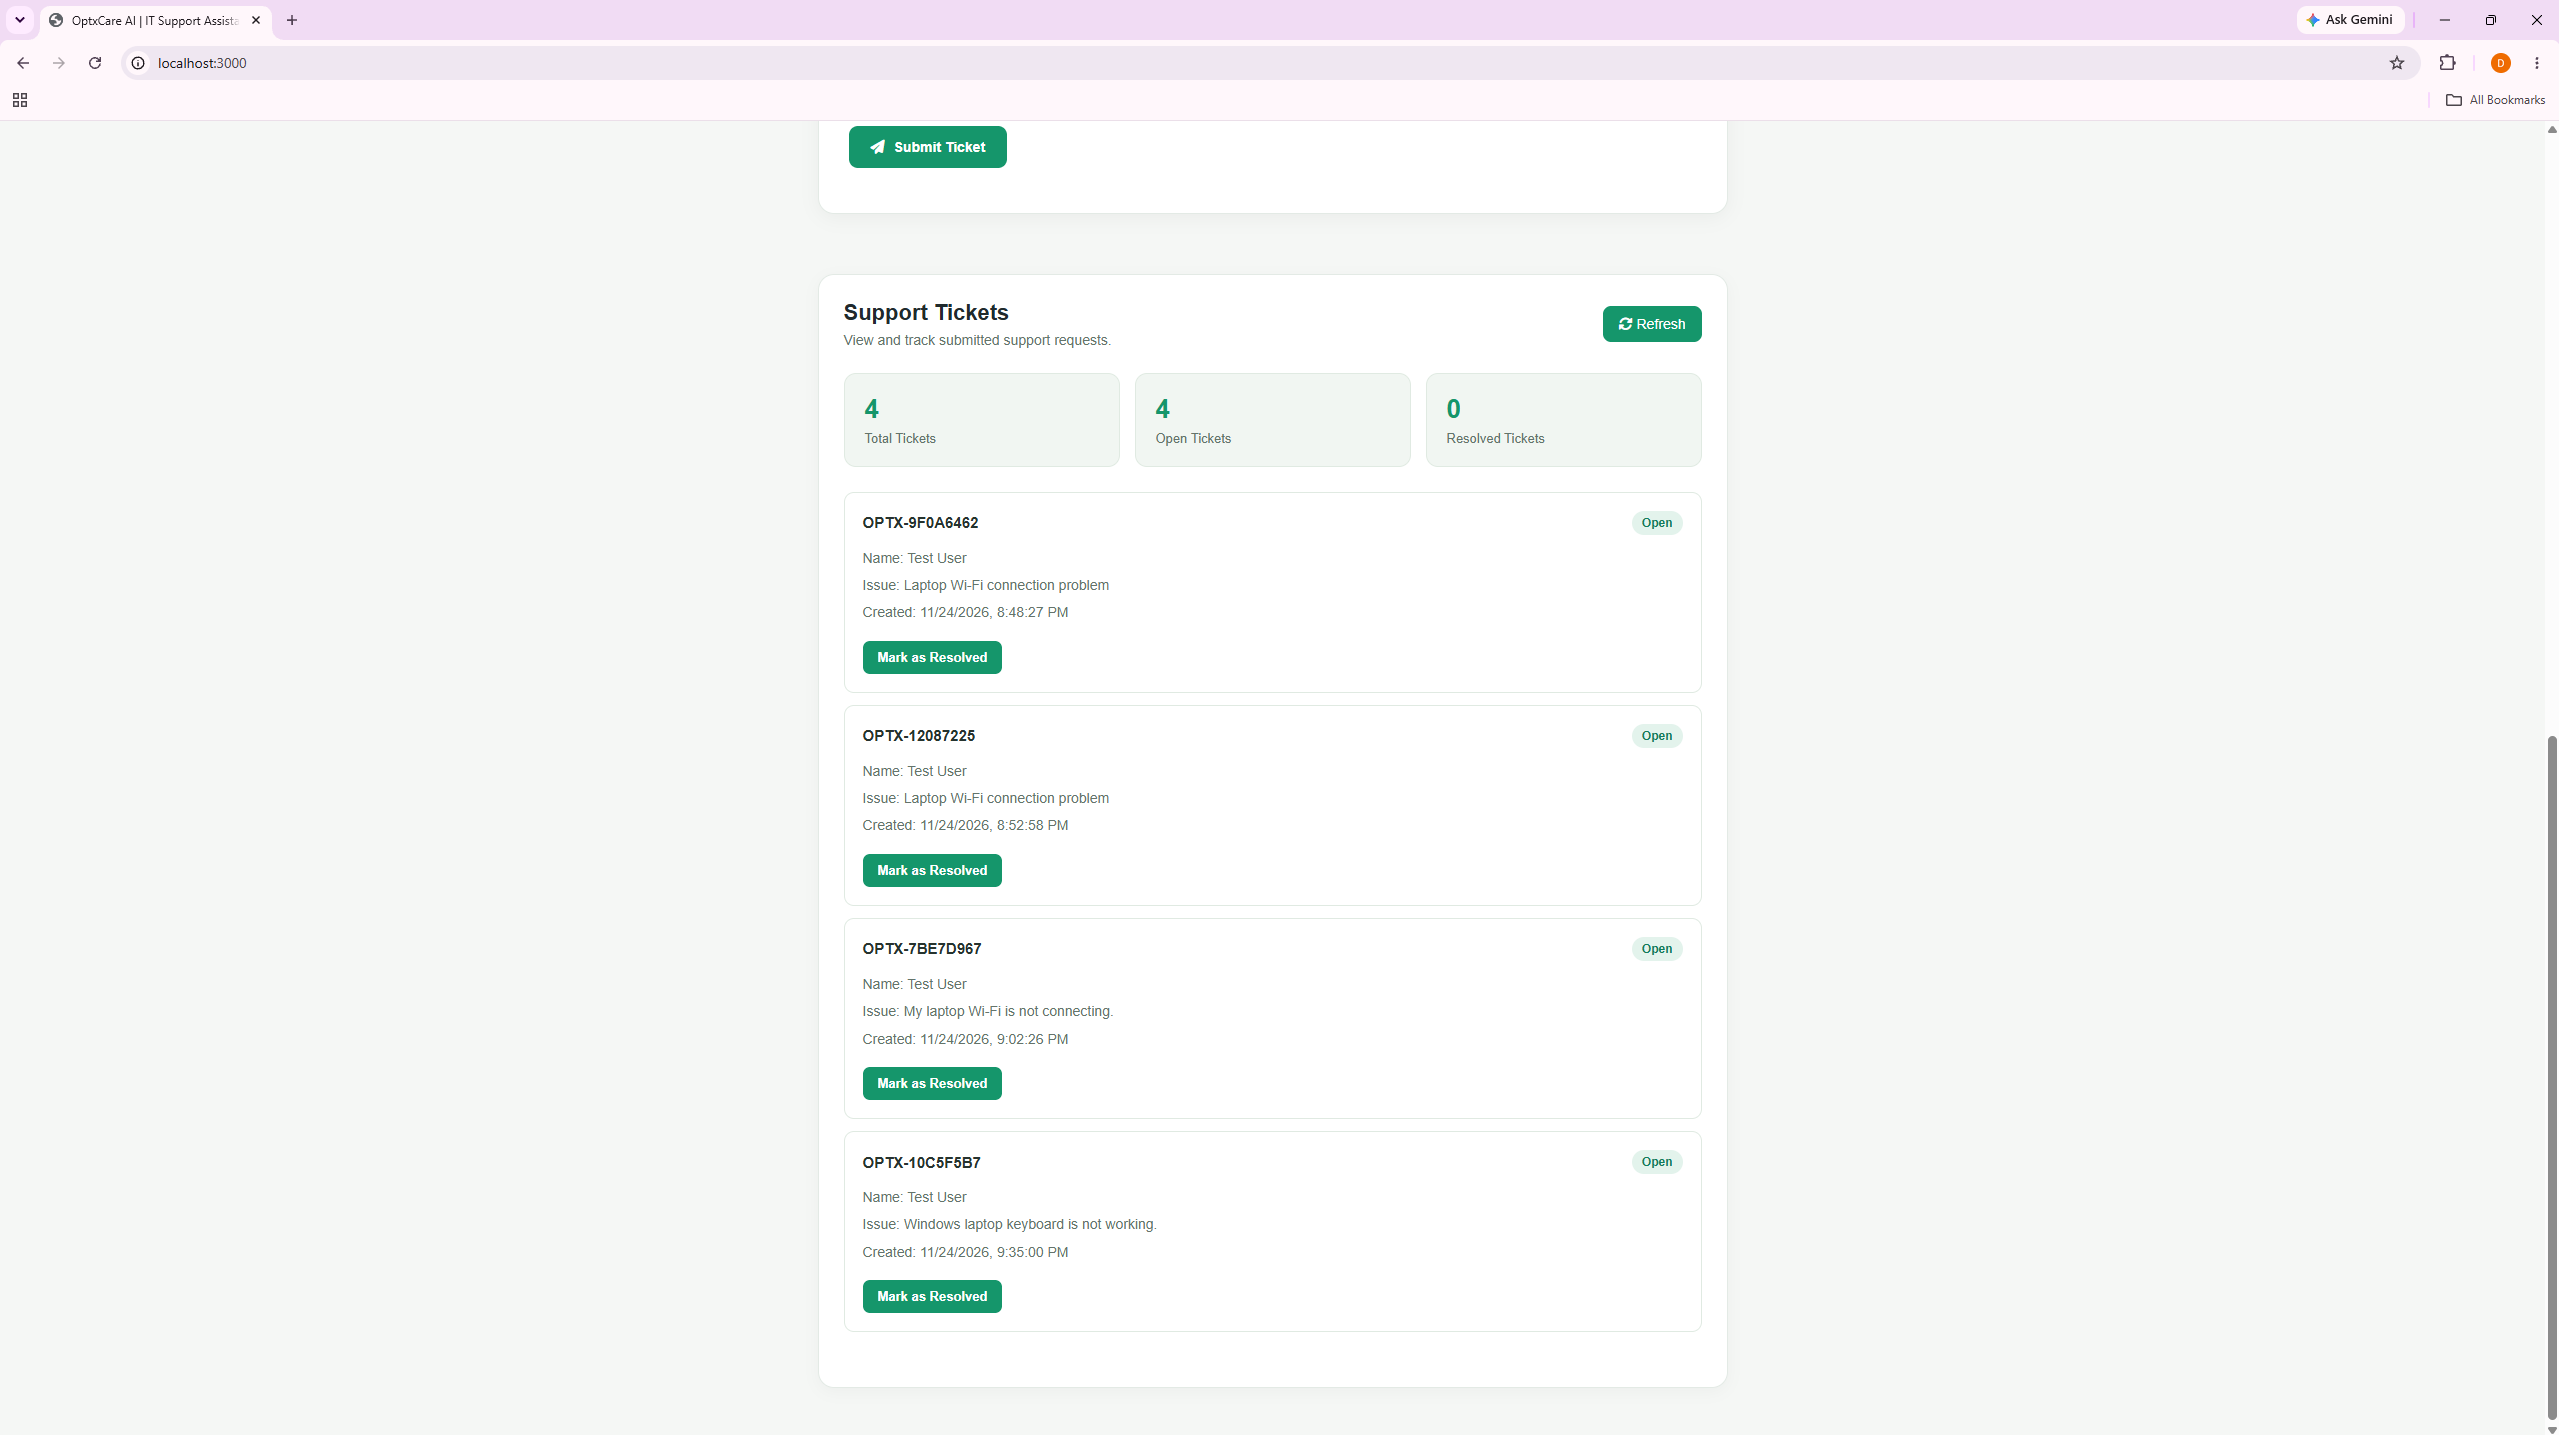 OptxCare AI | IT Support Assista
Ask Gemini
localhost:3000
D
All Bookmarks
Submit Ticket
Support Tickets
View and track submitted support requests.
Refresh
4
Total Tickets
4
Open Tickets
0
Resolved Tickets
OPTX-9F0A6462
Open
Name: Test User
Issue: Laptop Wi-Fi connection problem
Created: 11/24/2026, 8:48:27 PM
Mark as Resolved
OPTX-12087225
Open
Name: Test User
Issue: Laptop Wi-Fi connection problem
Created: 11/24/2026, 8:52:58 PM
Mark as Resolved
OPTX-7BE7D967
Open
Name: Test User
Issue: My laptop Wi-Fi is not connecting.
Created: 11/24/2026, 9:02:26 PM
Mark as Resolved
OPTX-10C5F5B7
Open
Name: Test User
Issue: Windows laptop keyboard is not working.
Created: 11/24/2026, 9:35:00 PM
Mark as Resolved